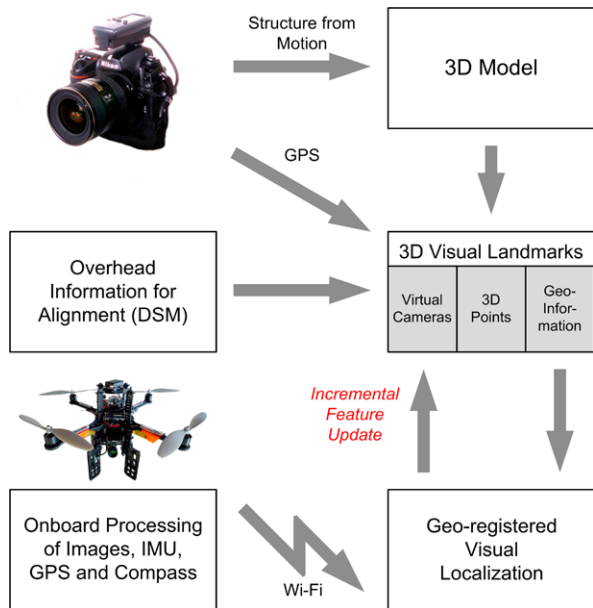 Structure from
Motion
3D Model
Nikon
GPS
Overhead
Information for
Alignment (DSM)
3D Visual Landmarks
Virtual
Cameras
3D
Points
Geo-
Infor-
mation
Incremental
Feature
Update
Onboard Processing
of Images, IMU,
GPS and Compass
Wi-Fi
Geo-registered
Visual
Localization